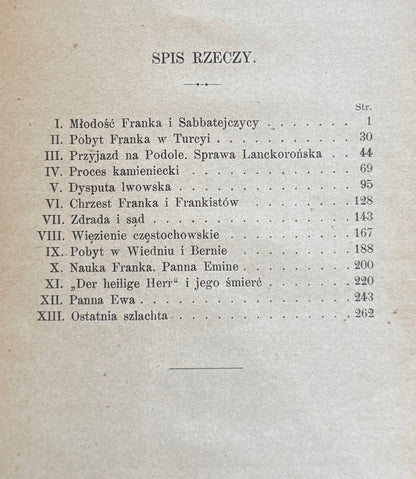 SPIS RZECZY.
Str.
I. Młodość Franka i Sabbatejczycy 1
II. Pobyt Franka w Turcyi 30
III. Przyjazd na Podole. Sprawa Lanckorońska 44
IV. Proces kamieniecki 69
V. Dysputa lwowska 95
VI. Chrzest Franka i Frankistów 128
VII. Zdrada i sąd 143
VIII. Więzienie częstochowskie 167
IX. Pobyt w Wiedniu i Bernie 188
X. Nauka Franka. Panna Emine 200
XI. „Der heilige Herr“ i jego śmierć 220
XII. Panna Ewa 243
XIII. Ostatnia szlachta 262